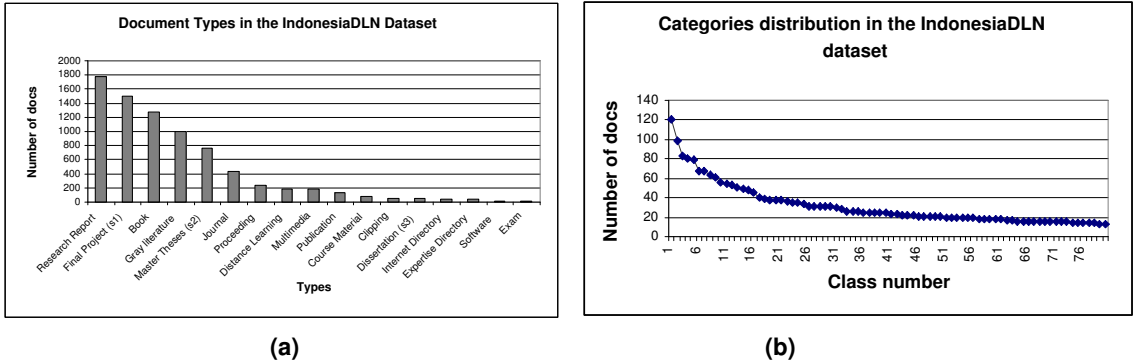 Document Types in the IndonesiaDLN Dataset
Number of docs
2000
1800
1600
1400
1200
1000
800
600
400
200
0
Research Report
Final Project (s1)
Book
Gray literature
Master Theses (s2)
Journal
Proceeding
Distance Learning
Multimedia
Publication
Course Material
Clipping
Dissertation (s3)
Internet Directory
Expertise Directory
Software
Exam
Types
(a)
Categories distribution in the IndonesiaDLN
dataset
Number of docs
140
120
100
80
60
40
20
0
1
6
11
16
21
26
31
36
41
46
51
56
61
66
71
76
Class number
(b)